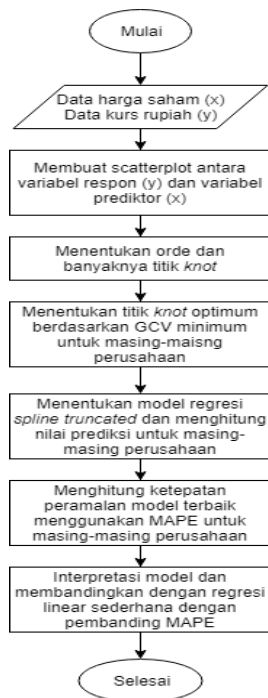 Mulai
Data harga saham (x)
Data kurs rupiah (y)
Membuat scatterplot antara
variabel respon (y) dan variabel
prediktor (x)
Menentukan orde dan
banyaknya titik knot
Menentukan titik knot optimum
berdasarkan GCV minimum
untuk masing-maisng
perusahaan
Menentukan model regresi
spline truncated dan menghitung
nilai prediksi untuk masing-
masing perusahaan
Menghitung ketepatan
peramalan model terbaik
menggunakan MAPE untuk
masing-masing perusahaan
Interpretasi model dan
membandingkan dengan regresi
linear sederhana dengan
pembanding MAPE
Selesai